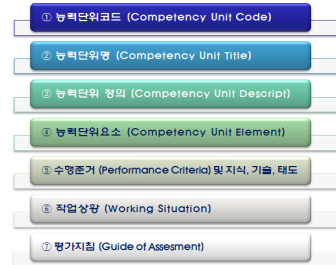 ① 능력단위코드 (Competency Unit Code)
② 능력단위명 (Competency Unit Title)
③ 능력단위 정의 (Competency Unit Descript)
④ 능력단위요소 (Competency Unit Element)
⑤ 수행준거 (Performance Criteria) 및 지식, 기술, 태도
⑥ 작업상황 (Working Situation)
⑦ 평가지침 (Guide of Assesment)